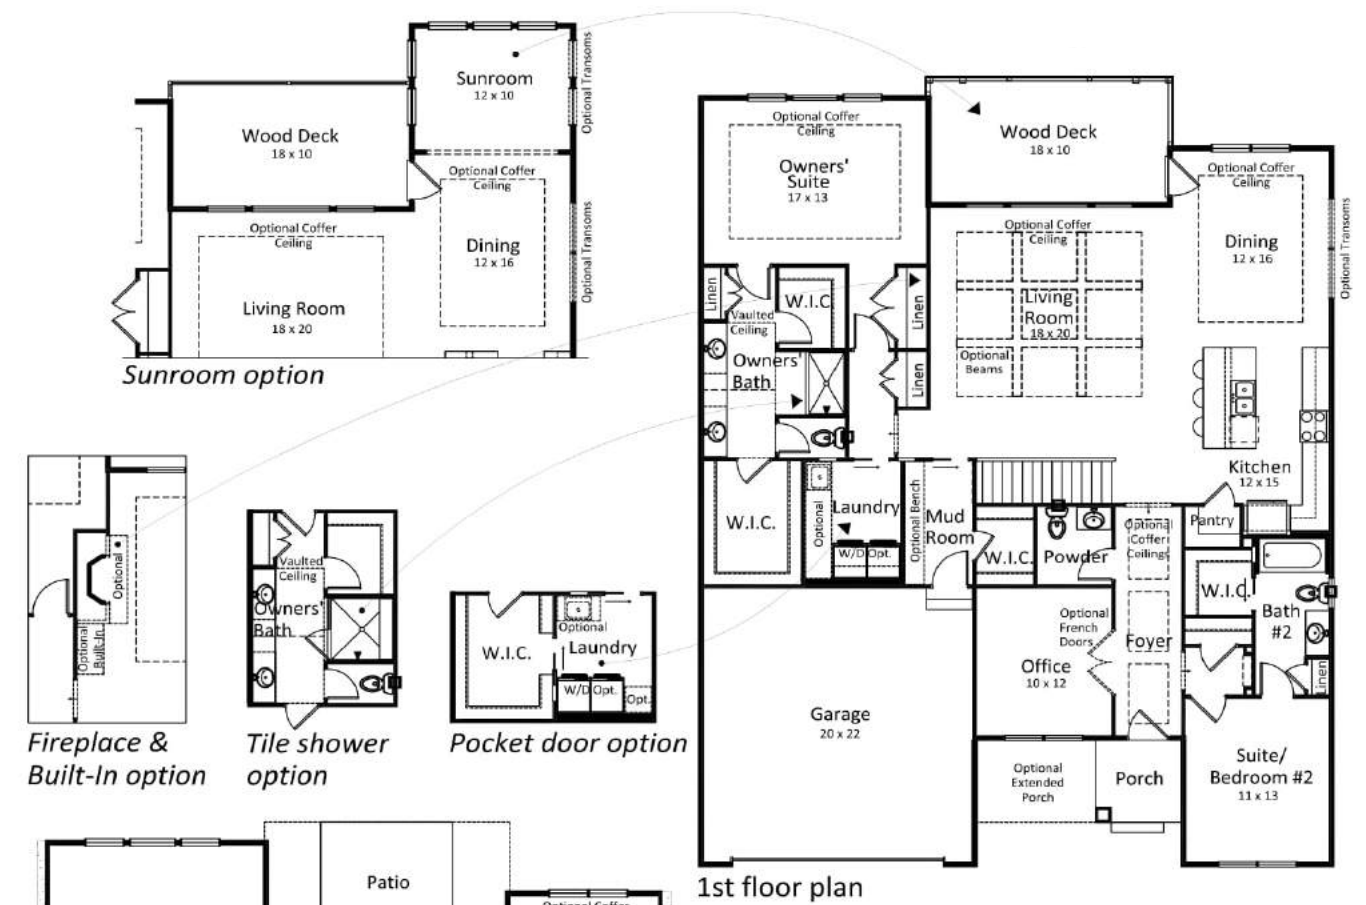 Sunroom
12 x 10
Optional Transoms
Wood Deck
18 x 10
Optional Coffer
Ceiling
Optional Coffer
Ceiling
Dining
12 x 16
Optional Transoms
Living Room
18 x 20
Sunroom option
Optional
Optional
Built-In
Fireplace &
Built-In option
Vaulted
Ceiling
Owners'
Bath
Tile shower
option
W.I.C.
Optional
Laundry
W/D
Opt.
Opt.
Pocket door option
Patio
Optional Coffer
Optional Coffer
Ceiling
Owners'
Suite
17 x 13
Wood Deck
18 x 10
Optional Coffer
Ceiling
Dining
12 x 16
Optional Transoms
Optional Coffer
Ceiling
Living
Room
18 x 20
Optional
Beams
Linen
W.I.C
Linen
Vaulted
Ceiling
Owners'
Bath
Linen
Kitchen
12 x 15
W.I.C.
Optional
Laundry
W/D
Opt.
Optional Bench
Mud
Room
W.I.C.
Powder
Optional
Coffer
Ceilings
Pantry
W.I.C.
Bath
#2
Linen
Optional
French
Doors
Foyer
Office
10 x 12
Garage
20 x 22
Optional
Extended
Porch
Porch
Suite/
Bedroom #2
11 x 13
1st floor plan